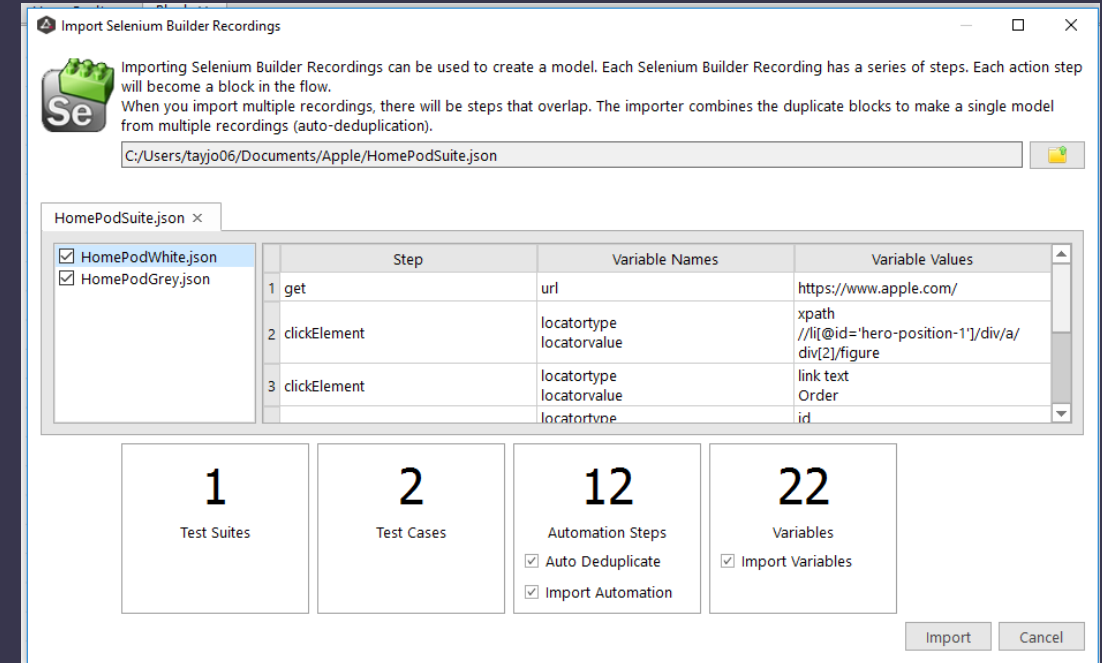 Import Selenium Builder Recordings
Importing Selenium Builder Recordings can be used to create a model. Each Selenium Builder Recording has a series of steps. Each action step
will become a block in the flow.
When you import multiple recordings, there will be steps that overlap. The importer combines the duplicate blocks to make a single model
from multiple recordings (auto-deduplication).
Se
C:/Users/tayjo06/Documents/Apple/HomePodSuite.json
HomePodSuite.json ×
HomePodWhite.json
HomePodGrey.json
Step Variable Names Variable Values
1 get url https://www.apple.com/
2 clickElement locatortype xpath
locatorvalue //li[@id='hero-position-1']/div/a/
div[2]/figure
3 clickElement locatortype link text
locatorvalue Order
locatortype id
1 2 12 22
Test Suites Test Cases Automation Steps Variables
Auto Deduplicate Import Variables
Import Automation
Import Cancel